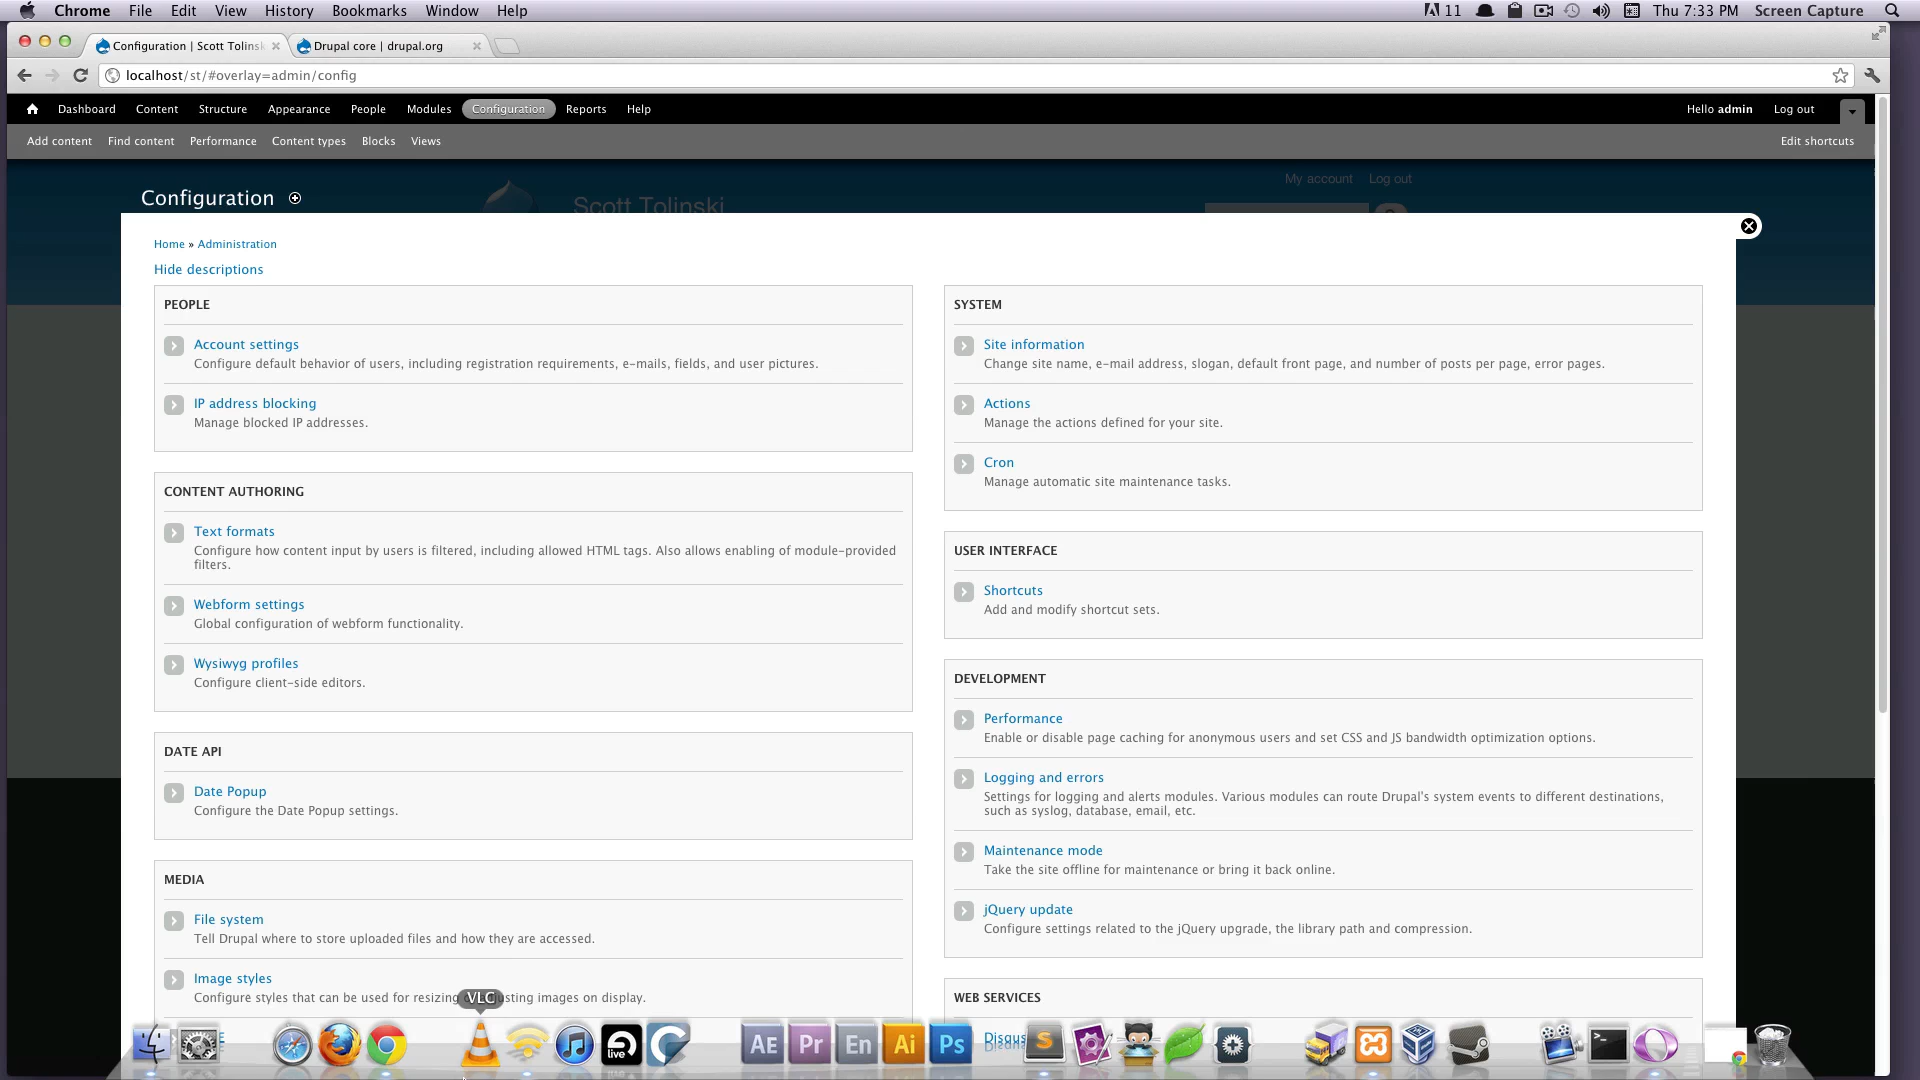 Chrome File Edit View History Bookmarks Window Help
11 Thu 7:33 PM Screen Capture
Configuration | Scott Tolinsk
Drupal core | drupal.org
localhost/st/#overlay=admin/config
Dashboard Content Structure Appearance People Modules Configuration Reports Help
Hello admin Log out
Add content Find content Performance Content types Blocks Views
Edit shortcuts
My account Log out
Scott Tolinski
Configuration
Home » Administration
Hide descriptions
PEOPLE
Account settings
Configure default behavior of users, including registration requirements, e-mails, fields, and user pictures.
IP address blocking
Manage blocked IP addresses.
CONTENT AUTHORING
Text formats
Configure how content input by users is filtered, including allowed HTML tags. Also allows enabling of module-provided
filters.
Webform settings
Global configuration of webform functionality.
Wysiwyg profiles
Configure client-side editors.
DATE API
Date Popup
Configure the Date Popup settings.
MEDIA
File system
Tell Drupal where to store uploaded files and how they are accessed.
Image styles
Configure styles that can be used for resizing images on display.
SYSTEM
Site information
Change site name, e-mail address, slogan, default front page, and number of posts per page, error pages.
Actions
Manage the actions defined for your site.
Cron
Manage automatic site maintenance tasks.
USER INTERFACE
Shortcuts
Add and modify shortcut sets.
DEVELOPMENT
Performance
Enable or disable page caching for anonymous users and set CSS and JS bandwidth optimization options.
Logging and errors
Settings for logging and alerts modules. Various modules can route Drupal's system events to different destinations,
such as syslog, database, email, etc.
Maintenance mode
Take the site offline for maintenance or bring it back online.
jQuery update
Configure settings related to the jQuery upgrade, the library path and compression.
WEB SERVICES
Disqus
VLC
live
AE Pr En Ai Ps
S